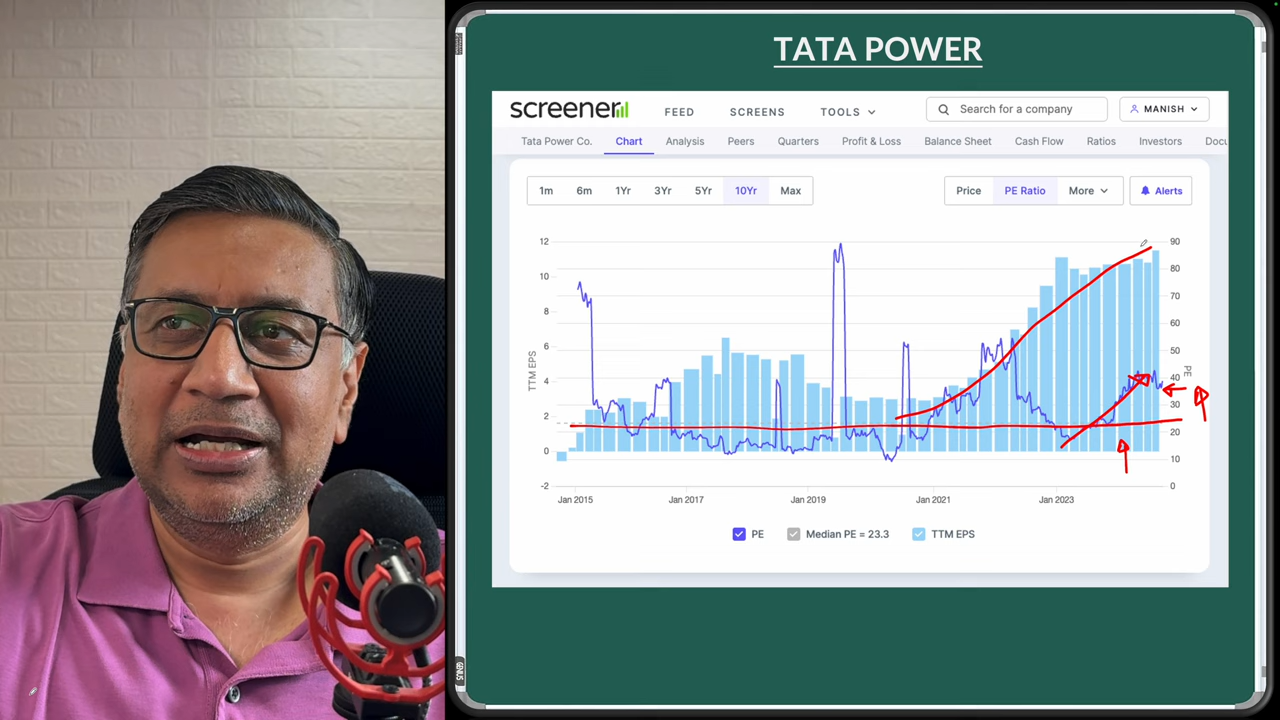 TATA POWER
screener
FEED SCREENS TOOLS Search for a company MANISH
Tata Power Co. Chart Analysis Peers Quarters Profit & Loss Balance Sheet Cash Flow Ratios Investors Docu
1m 6m 1Yr 3Yr 5Yr 10Yr Max Price PE Ratio More Alerts
12 90
10 80
70
8 60
6 50
4 40
30
2 20
0 10
-2 0
TTM EPS
PE
Jan 2015 Jan 2017 Jan 2019 Jan 2021 Jan 2023
PE Median PE = 23.3 TTM EPS
GENIUS